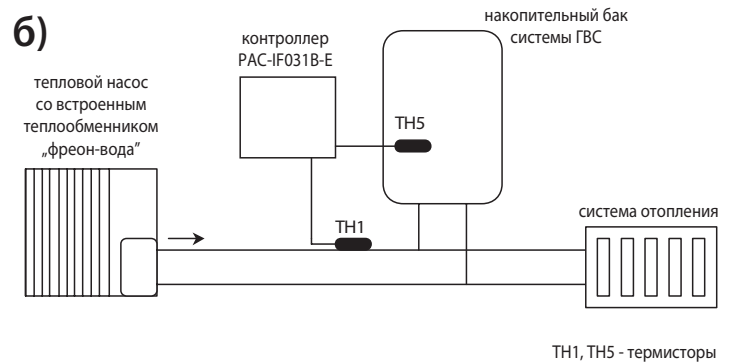 б)
тепловой насос
со встроенным
теплообменником
„фреон-вода”
контроллер
PAC-IF031B-E
накопительный бак
системы ГВС
TH5
TH1
система отопления
TH1, TH5 - термисторы